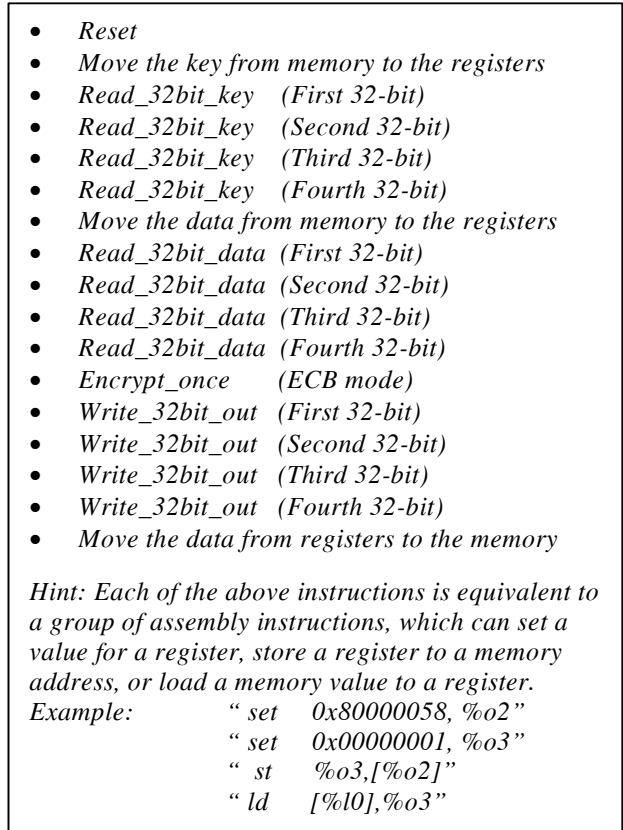 • Reset
• Move the key from memory to the registers
• Read_32bit_key (First 32-bit)
• Read_32bit_key (Second 32-bit)
• Read_32bit_key (Third 32-bit)
• Read_32bit_key (Fourth 32-bit)
• Move the data from memory to the registers
• Read_32bit_data (First 32-bit)
• Read_32bit_data (Second 32-bit)
• Read_32bit_data (Third 32-bit)
• Read_32bit_data (Fourth 32-bit)
• Encrypt_once (ECB mode)
• Write_32bit_out (First 32-bit)
• Write_32bit_out (Second 32-bit)
• Write_32bit_out (Third 32-bit)
• Write_32bit_out (Fourth 32-bit)
• Move the data from registers to the memory
Hint: Each of the above instructions is equivalent to
a group of assembly instructions, which can set a
value for a register, store a register to a memory
address, or load a memory value to a register.
Example: “ set 0x80000058, %o2”
“ set 0x00000001, %o3”
“ st %o3,[%o2]”
“ ld [%l0],%o3”